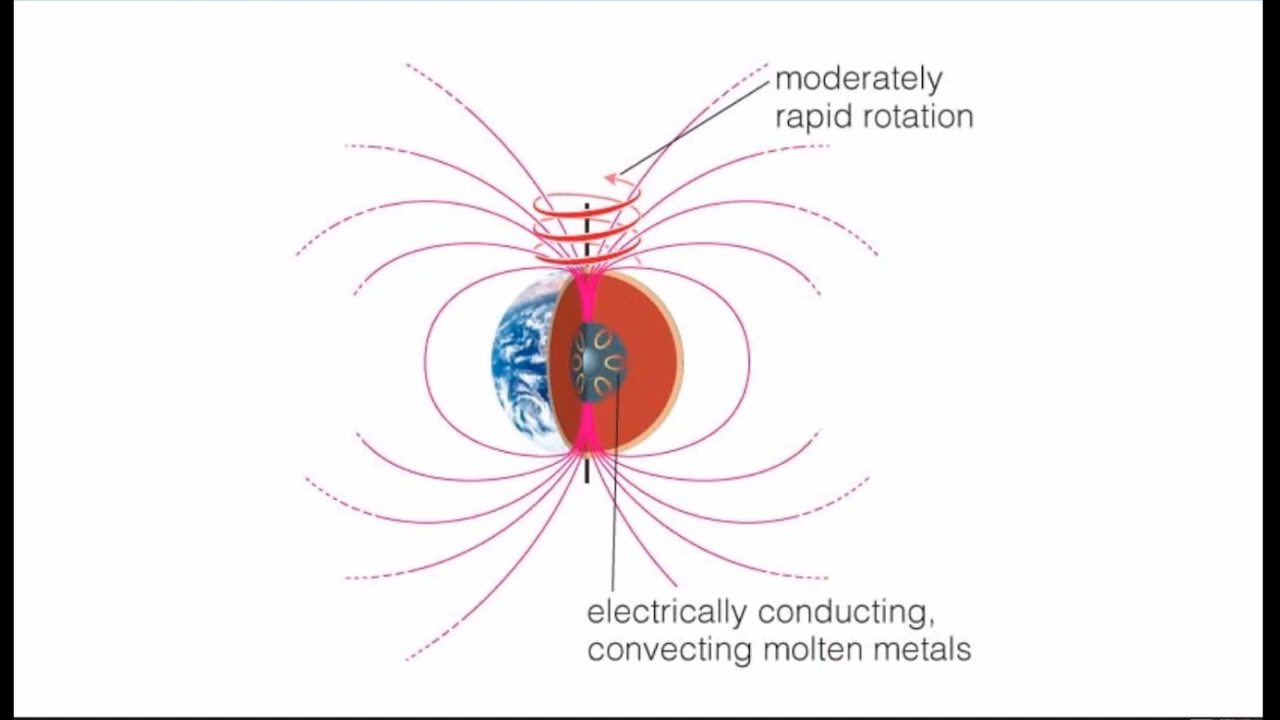 moderately
rapid rotation
electrically conducting,
convecting molten metals